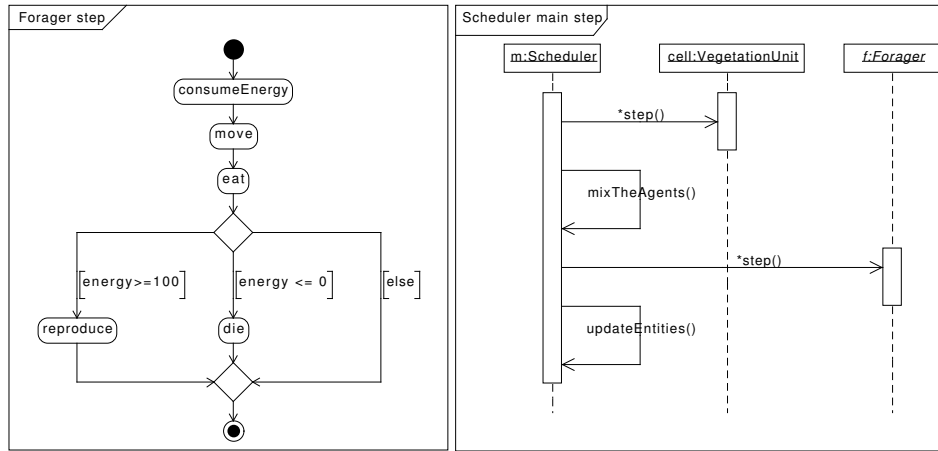 Forager step
consumeEnergy
move
eat
[energy>=100]
[energy <= 0]
[else]
reproduce
die
Scheduler main step
m:Scheduler
cell:VegetationUnit
f:Forager
*step()
mixTheAgents()
*step()
updateEntities()